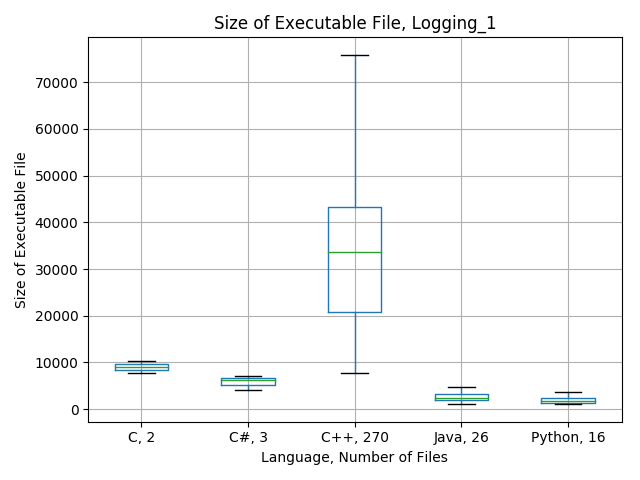 Size of Executable File, Logging_1
Size of Executable File
70000
60000
50000
40000
30000
20000
10000
0
C, 2
C#, 3
C++, 270
Java, 26
Python, 16
Language, Number of Files